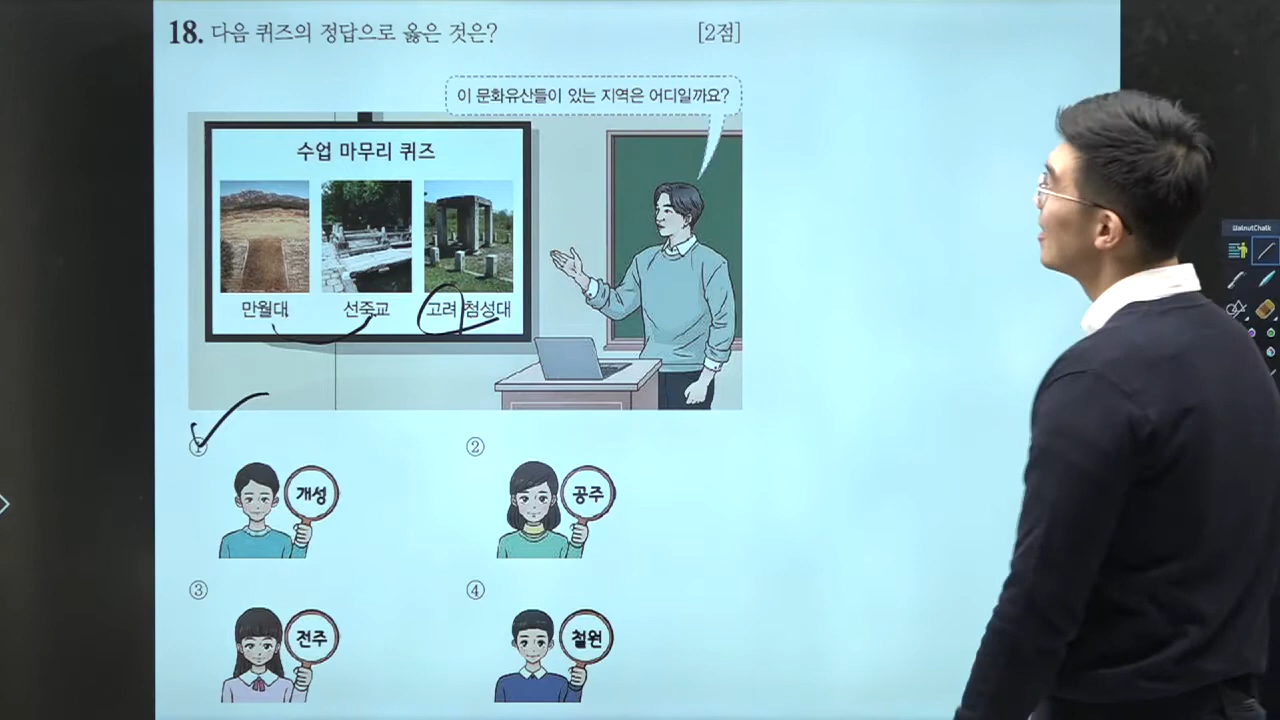 18. 다음 퀴즈의 정답으로 옳은 것은? [2점]
이 문화유산들이 있는 지역은 어디일까요?
수업 마무리 퀴즈
만월대 선죽교 고려 첨성대
① ②
개성 공주
③ ④
전주 철원
WalnutChalk